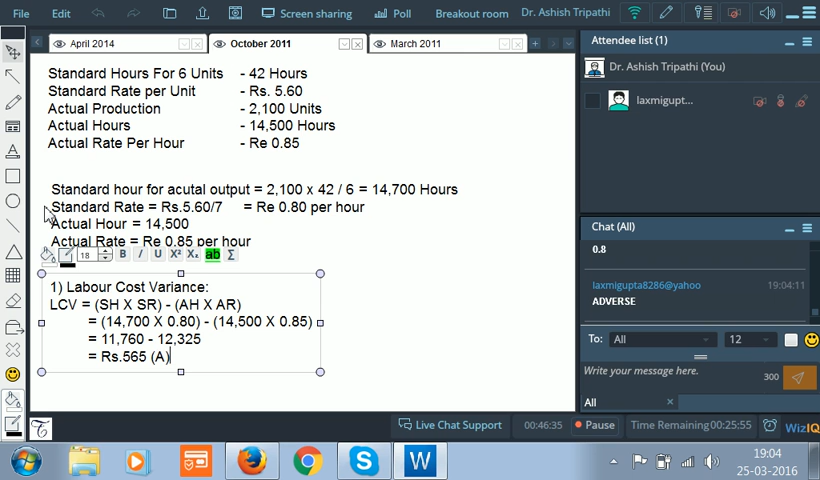 File Edit Screen sharing Poll Breakout room Dr. Ashish Tripathi
April 2014 October 2011 March 2011
Standard Hours For 6 Units - 42 Hours
Standard Rate per Unit - Rs. 5.60
Actual Production - 2,100 Units
Actual Hours - 14,500 Hours
Actual Rate Per Hour - Re 0.85
Standard hour for acutal output = 2,100 x 42 / 6 = 14,700 Hours
Standard Rate = Rs.5.60/7 = Re 0.80 per hour
Actual Hour = 14,500
Actual Rate = Re 0.85 per hour
18 B I U X² X₂ ab Σ
1) Labour Cost Variance:
LCV = (SH X SR) - (AH X AR)
= (14,700 X 0.80) - (14,500 X 0.85)
= 11,760 - 12,325
= Rs.565 (A)
Attendee list (1)
Dr. Ashish Tripathi (You)
laxmigupt...
Chat (All)
0.8
laxmigupta8286@yahoo 19:04:11
ADVERSE
To: All 12
Write your message here.
300
All
Live Chat Support 00:46:35 Pause Time Remaining 00:25:55 WizIQ
W
19:04
25-03-2016